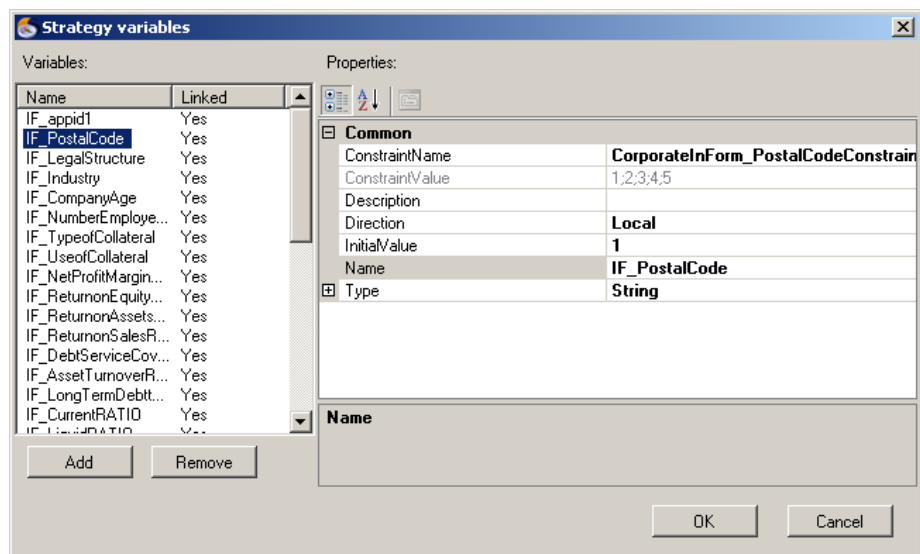 Strategy variables
Variables:
Name Linked
IF_appid1 Yes
IF_PostalCode Yes
IF_LegalStructure Yes
IF_Industry Yes
IF_CompanyAge Yes
IF_NumberEmploye... Yes
IF_TypeofCollateral Yes
IF_UseofCollateral Yes
IF_NetProfitMargin... Yes
IF_ReturnonEquity... Yes
IF_ReturnonAssets... Yes
IF_ReturnonSalesR... Yes
IF_DebtServiceCov... Yes
IF_AssetTurnoverR... Yes
IF_LongTermDebtt... Yes
IF_CurrentRATIO Yes
Add Remove
Properties:
Common
ConstraintName CorporateInForm_PostalCodeConstrain
ConstraintValue 1;2;3;4;5
Description
Direction Local
InitialValue 1
Name IF_PostalCode
Type String
Name
OK Cancel